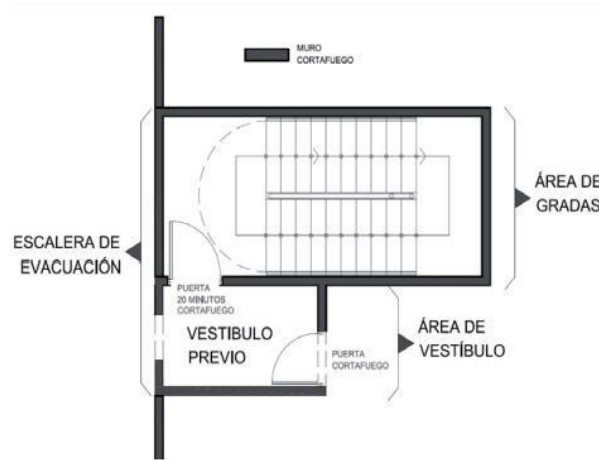 MURO
CORTAFUEGO
ÁREA DE
GRADAS
ESCALERA DE
EVACUACIÓN
PUERTA
20 MINUTOS
CORTAFUEGO
VESTIBULO
PREVIO
PUERTA
CORTAFUEGO
ÁREA DE
VESTÍBULO